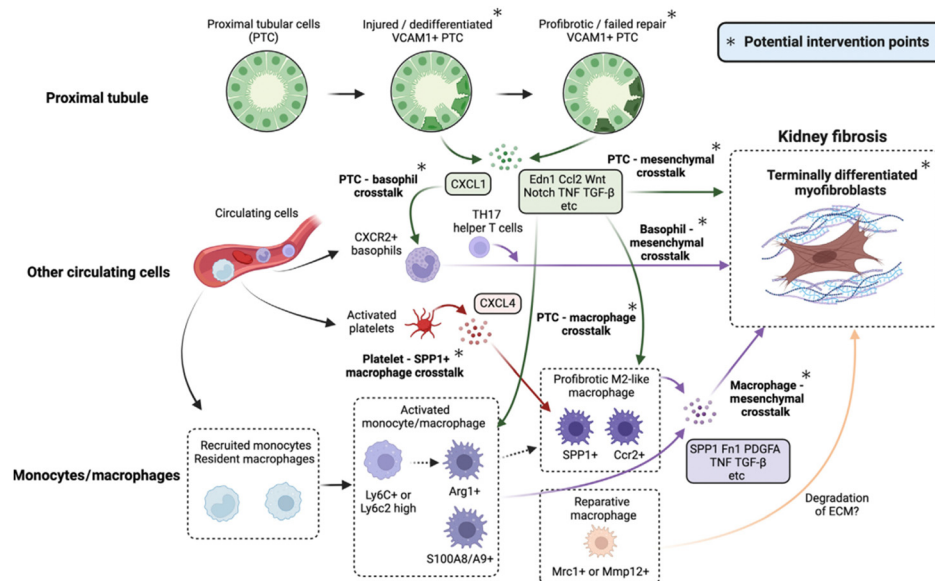 Proximal tubular cells
(PTC)
Injured / dedifferentiated *
VCAM1+ PTC
Profibrotic / failed repair *
VCAM1+ PTC
* Potential intervention points
Proximal tubule
Kidney fibrosis
PTC - basophil *
crosstalk
CXCL1
Edn1 Ccl2 Wnt
Notch TNF TGF-β
etc
PTC - mesenchymal *
crosstalk
Terminally differentiated *
myofibroblasts
Circulating cells
CXCR2+
basophils
TH17
helper T cells
Basophil - *
mesenchymal
crosstalk
Other circulating cells
Activated
platelets
CXCL4
PTC - macrophage *
crosstalk
Platelet - SPP1+ *
macrophage crosstalk
Profibrotic M2-like
macrophage
SPP1+
Ccr2+
Macrophage - *
mesenchymal
crosstalk
Activated
monocyte/macrophage
Recruited monocytes
Resident macrophages
Monocytes/macrophages
Ly6C+ or
Ly6c2 high
Arg1+
S100A8/A9+
SPP1 Fn1 PDGFA
TNF TGF-β
etc
Reparative
macrophage
Mrc1+ or Mmp12+
Degradation
of ECM?